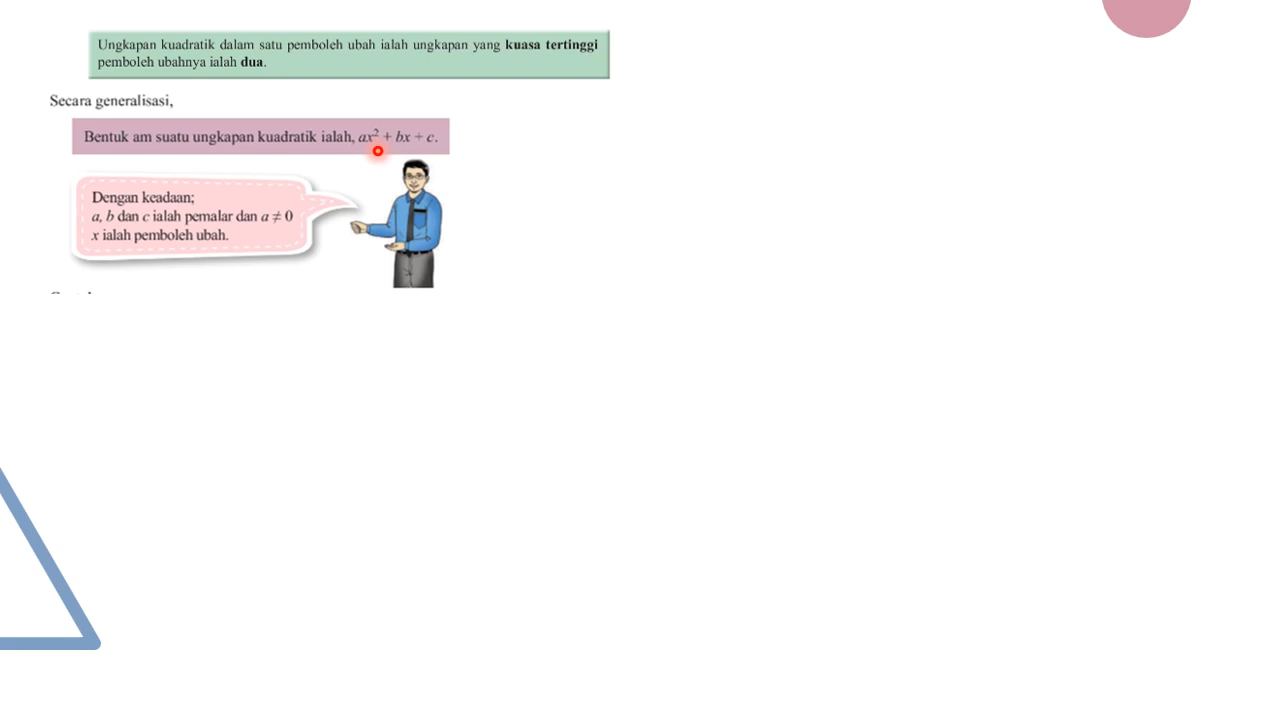 Ungkapan kuadratik dalam satu pemboleh ubah ialah ungkapan yang kuasa tertinggi
pemboleh ubahnya ialah dua.
Secara generalisasi,
Bentuk am suatu ungkapan kuadratik ialah, ax² + bx + c.
Dengan keadaan;
a, b dan c ialah pemalar dan a ≠ 0
x ialah pemboleh ubah.